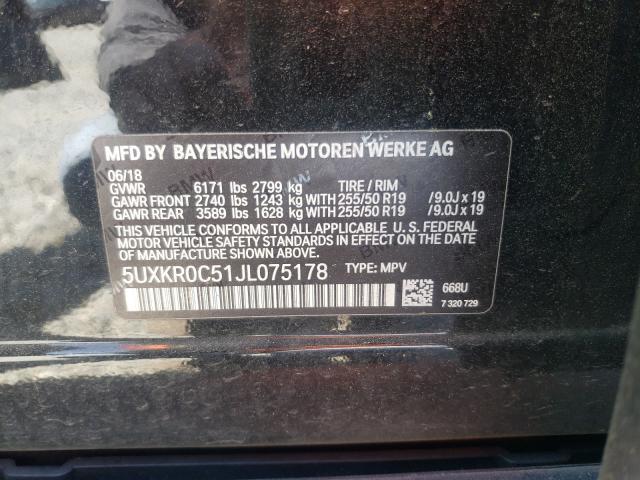 MFD BY BAYERISCHE MOTOREN WERKE AG
06/18
GVWR 6171 lbs 2799 kg TIRE / RIM
GAWR FRONT 2740 lbs 1243 kg WITH 255/50 R19 /9.0J x 19
GAWR REAR 3589 lbs 1628 kg WITH 255/50 R19 /9.0J x 19
THIS VEHICLE CONFORMS TO ALL APPLICABLE U. S. FEDERAL
MOTOR VEHICLE SAFETY STANDARDS IN EFFECT ON THE DATE
OF MANUFACTURE SHOWN ABOVE.
5UXKR0C51JL075178 TYPE: MPV
668U
7 320 729